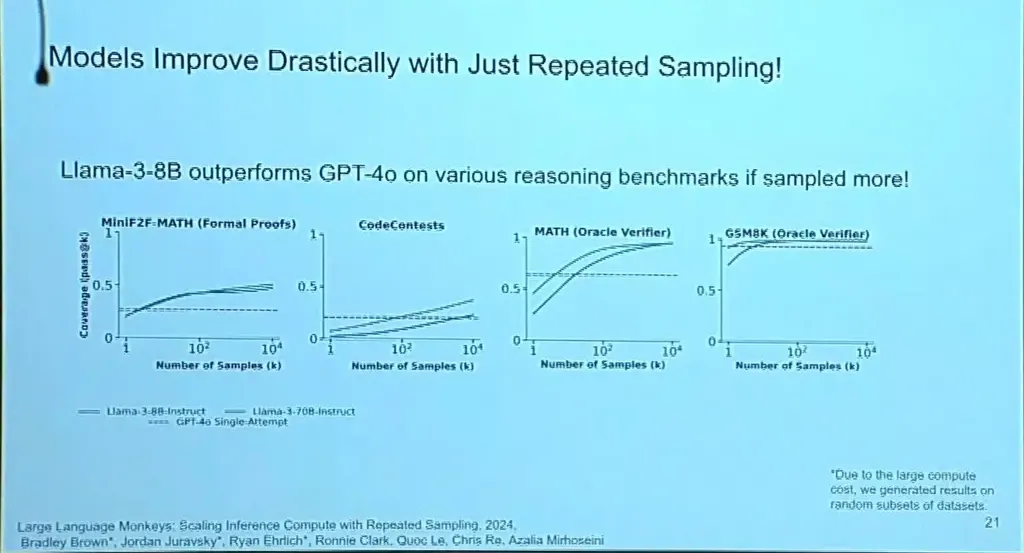 Models Improve Drastically with Just Repeated Sampling!
Llama-3-8B outperforms GPT-4o on various reasoning benchmarks if sampled more!
MiniF2F-MATH (Formal Proofs)
CodeContests
MATH (Oracle Verifier)
GSM8K (Oracle Verifier)
Coverage (pass@k)
1
0.5
0
1
10²
10⁴
Number of Samples (k)
1
0.5
0
1
10²
10⁴
Number of Samples (k)
1
0.5
0
1
10²
10⁴
Number of Samples (k)
1
0.5
0
1
10²
10⁴
Number of Samples (k)
Llama-3-8B-Instruct
Llama-3-70B-Instruct
GPT-4o Single-Attempt
*Due to the large compute
cost, we generated results on
random subsets of datasets.
21
Large Language Monkeys: Scaling Inference Compute with Repeated Sampling, 2024,
Bradley Brown*, Jordan Juravsky*, Ryan Ehrlich*, Ronnie Clark, Quoc Le, Chris Re, Azalia Mirhoseini